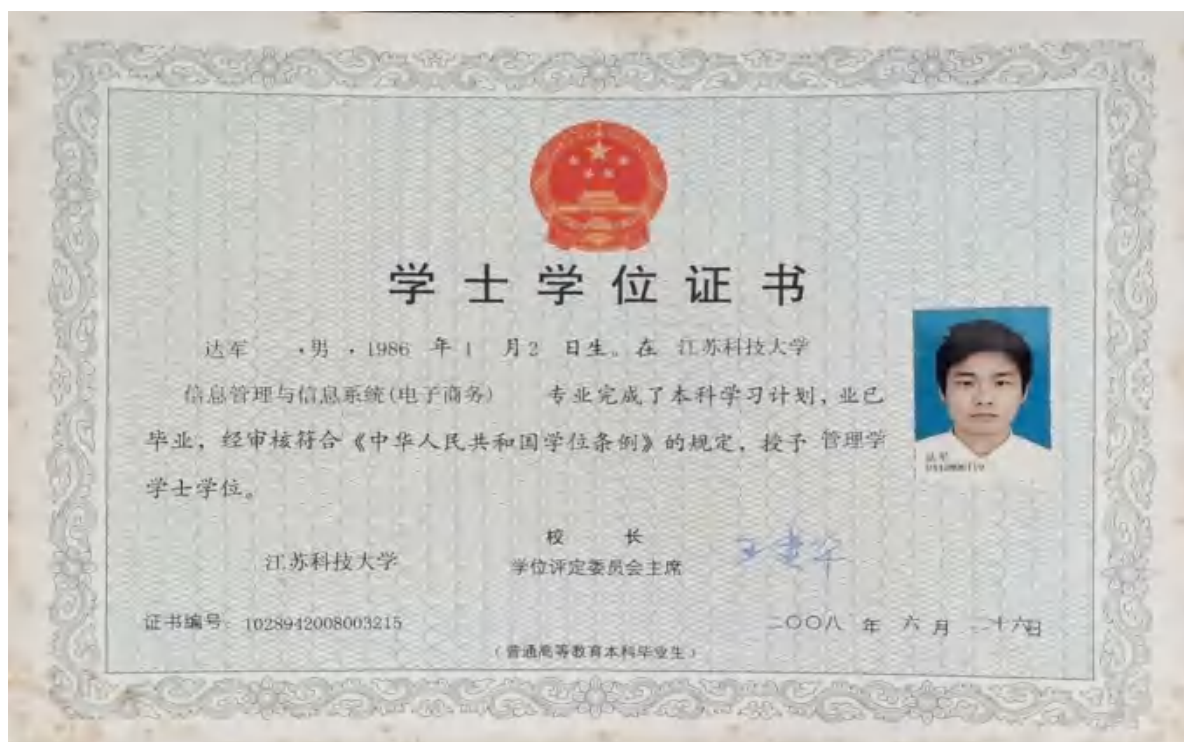 学士学位证书
达军 ,男,1986 年 1 月 2 日生。在 江苏科技大学
信息管理与信息系统(电子商务) 专业完成了本科学习计划,业已
毕业,经审核符合《中华人民共和国学位条例》的规定,授予 管理学
学士学位。
达军
校 长
江苏科技大学
学位评定委员会主席
证书编号: 1028942008003215
二〇〇八 年 六 月 二十六日
(普通高等教育本科毕业生)